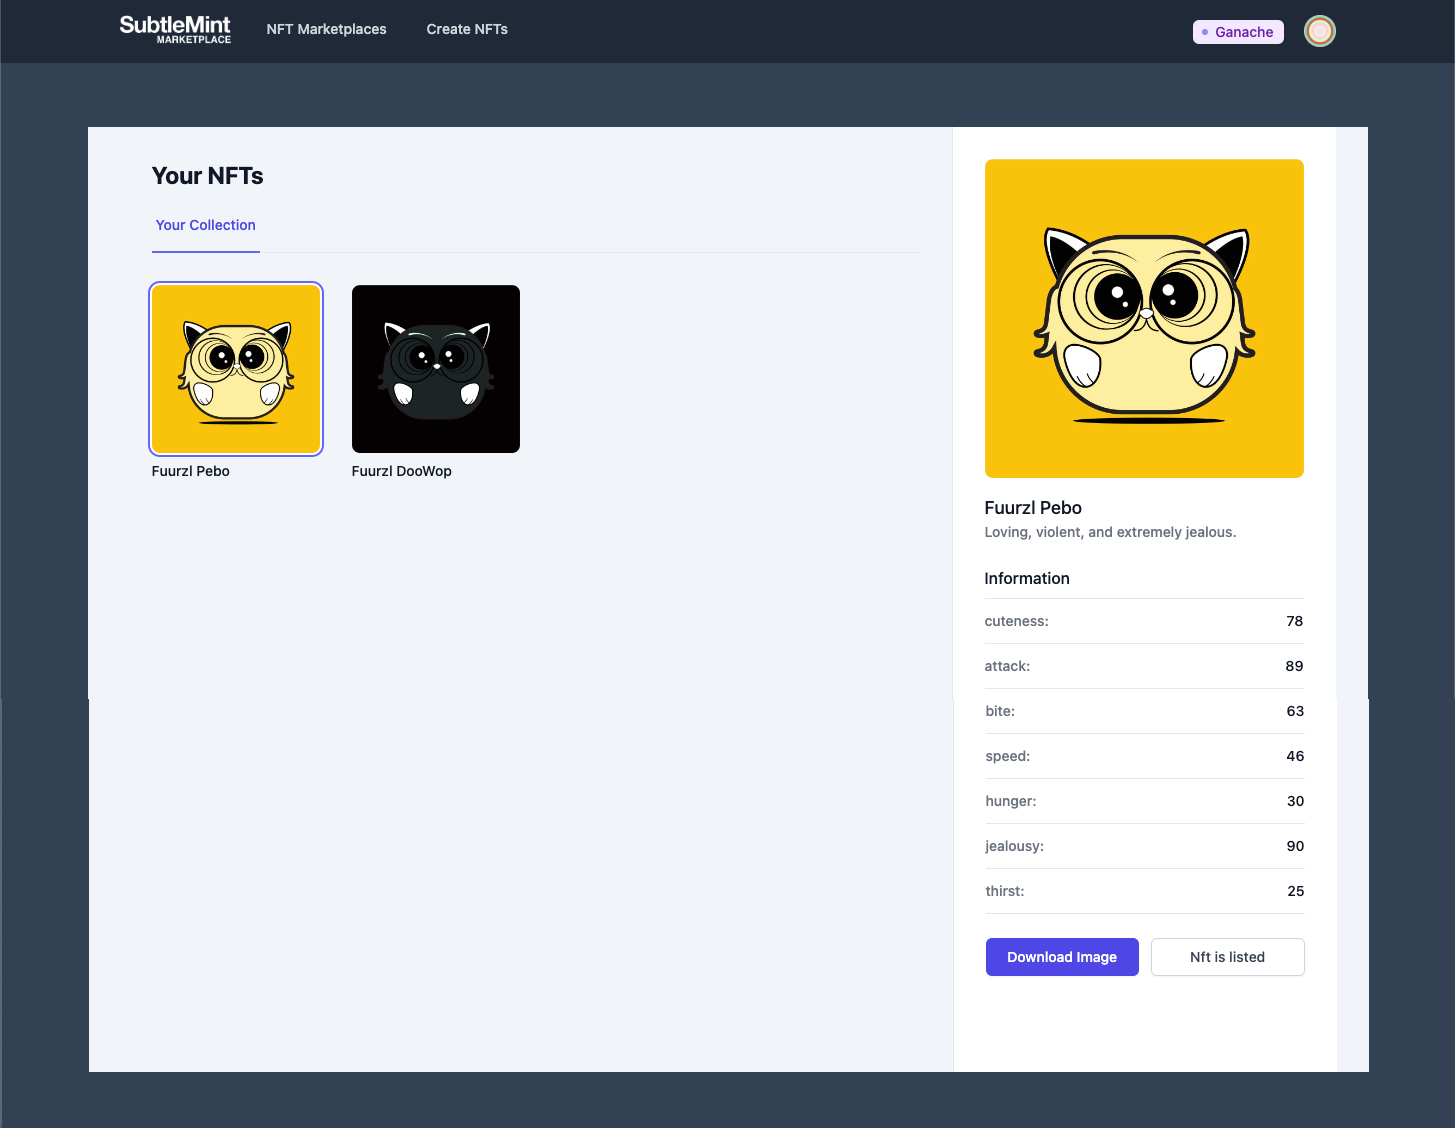 SubtleMint
MARKETPLACE
NFT Marketplaces
Create NFTs
Ganache
Your NFTs
Your Collection
Fuurzl Pebo
Fuurzl DooWop
Fuurzl Pebo
Loving, violent, and extremely jealous.
Information
cuteness: 78
attack: 89
bite: 63
speed: 46
hunger: 30
jealousy: 90
thirst: 25
Download Image
Nft is listed